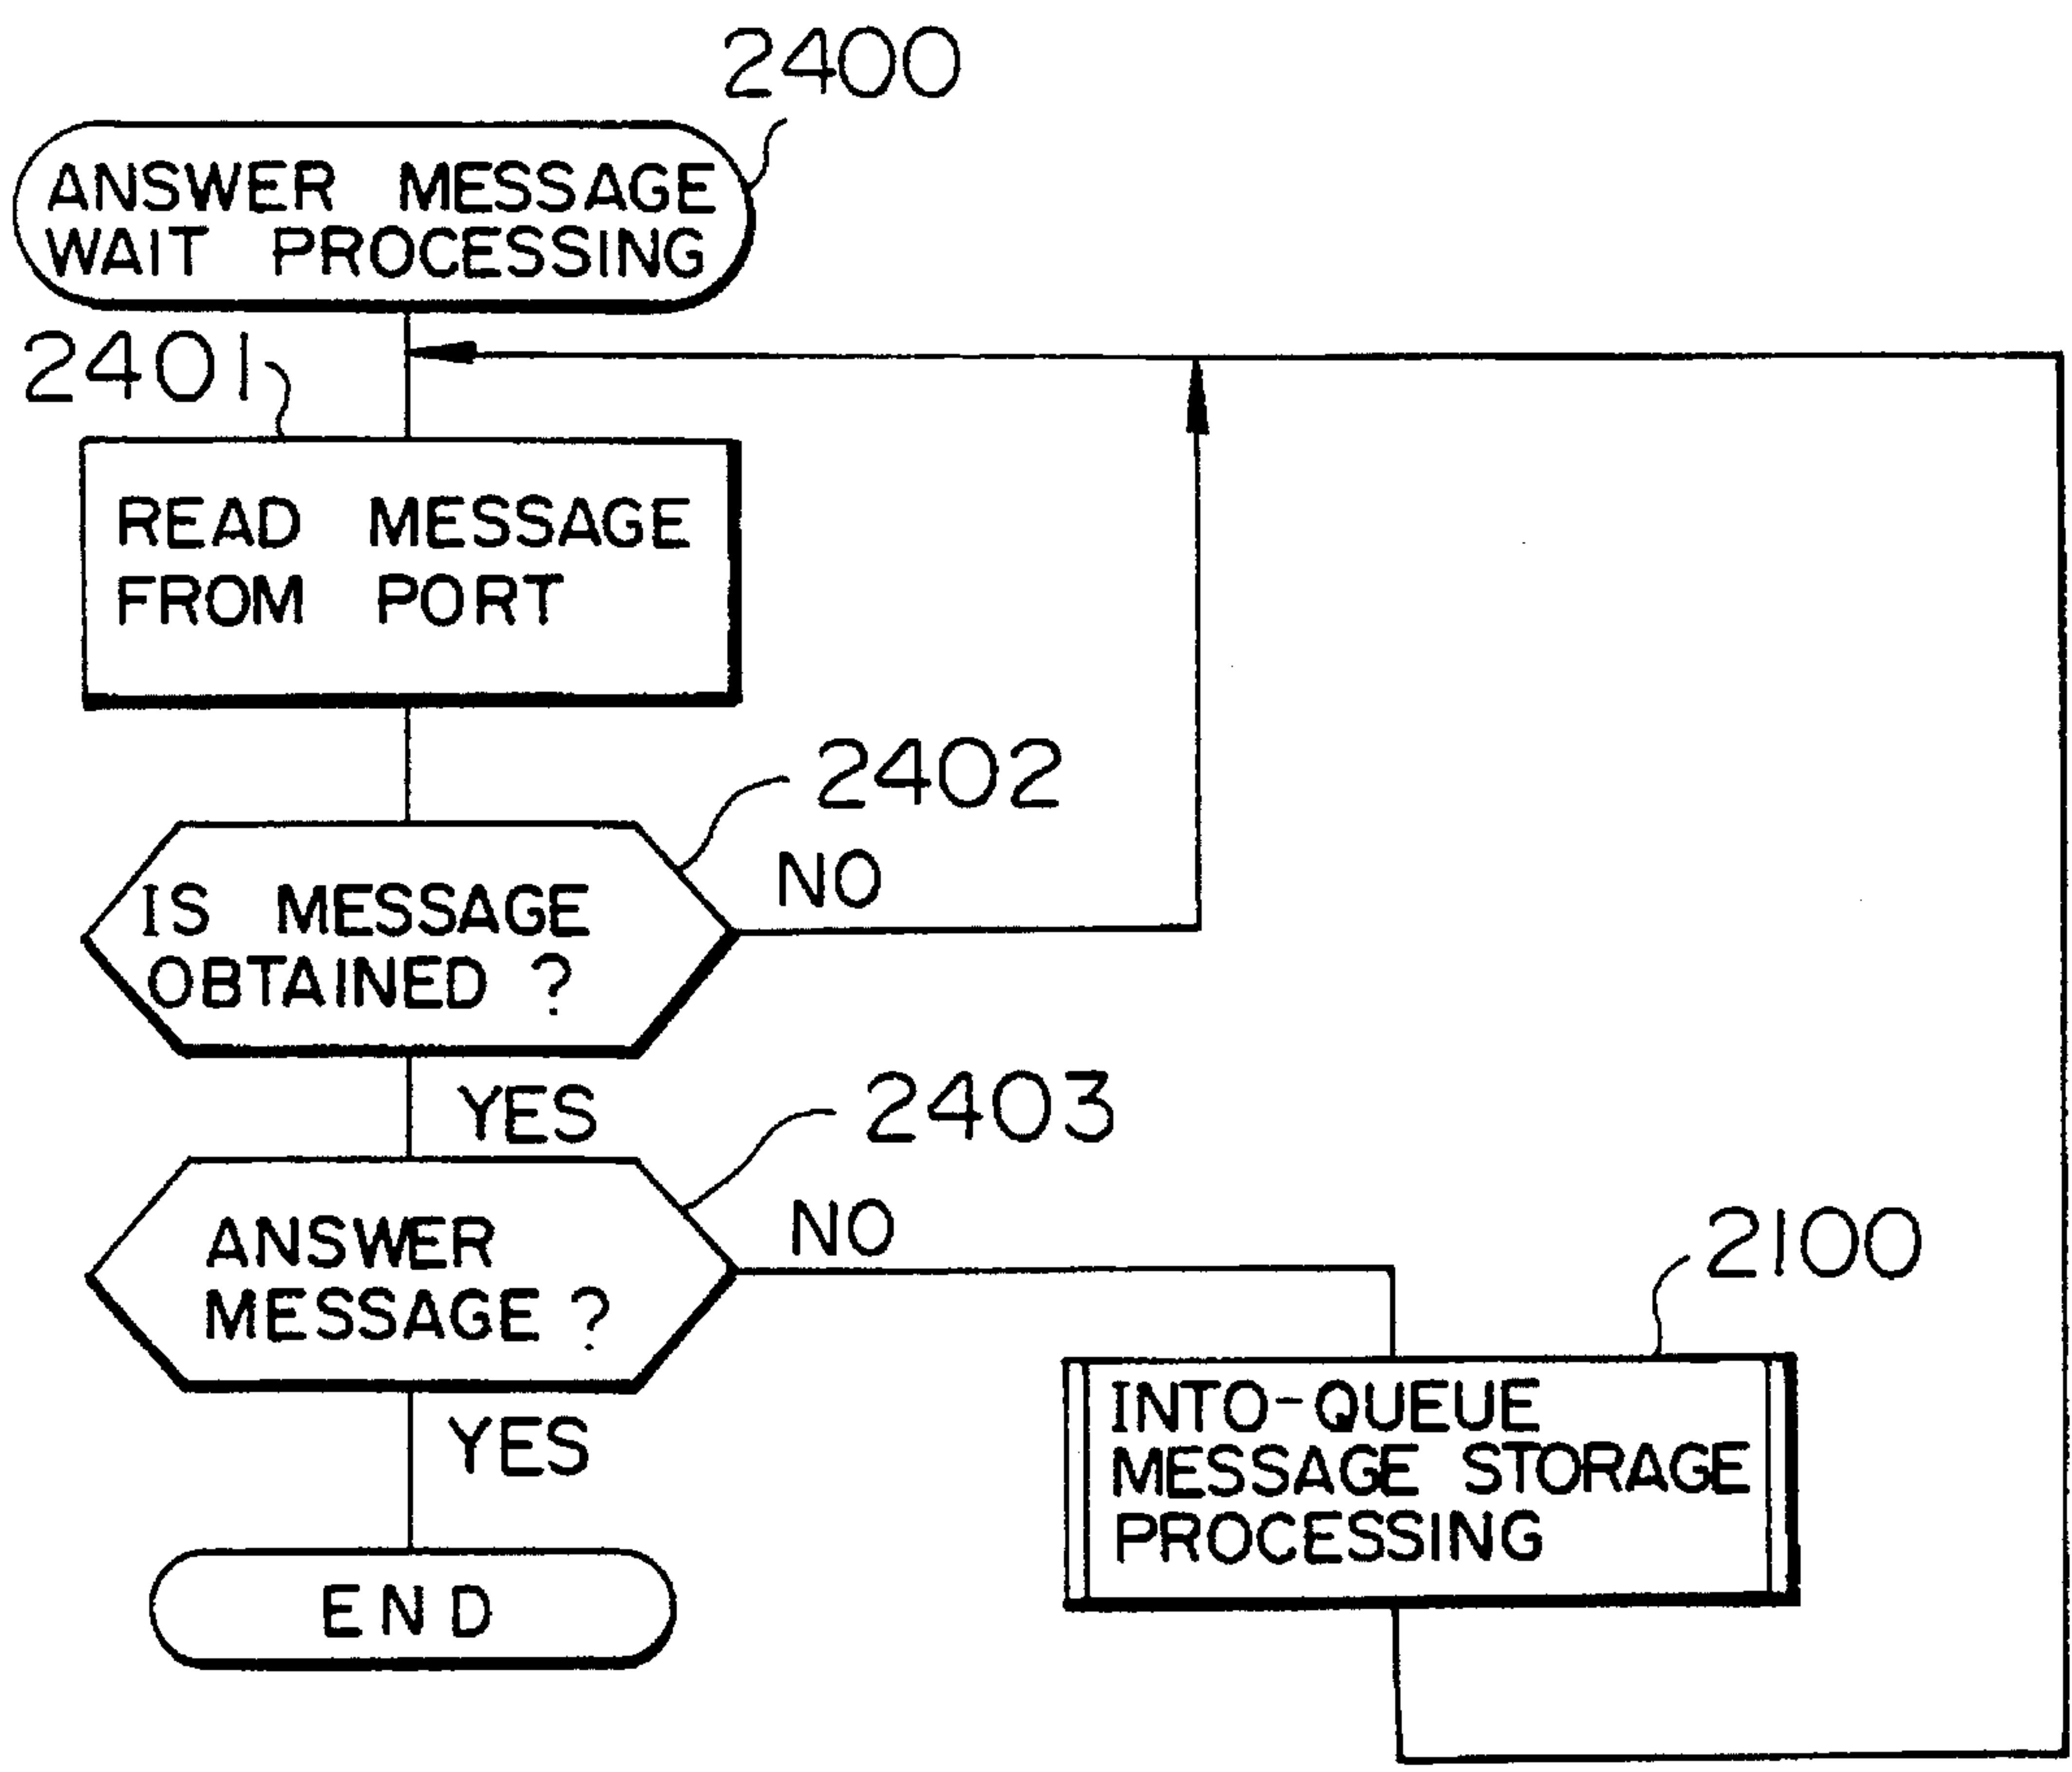 2400
ANSWER MESSAGE
WAIT PROCESSING
2401
READ MESSAGE
FROM PORT
2402
NO
IS MESSAGE
OBTAINED ?
YES
2403
NO
ANSWER
MESSAGE ?
YES
2100
INTO-QUEUE
MESSAGE STORAGE
PROCESSING
END